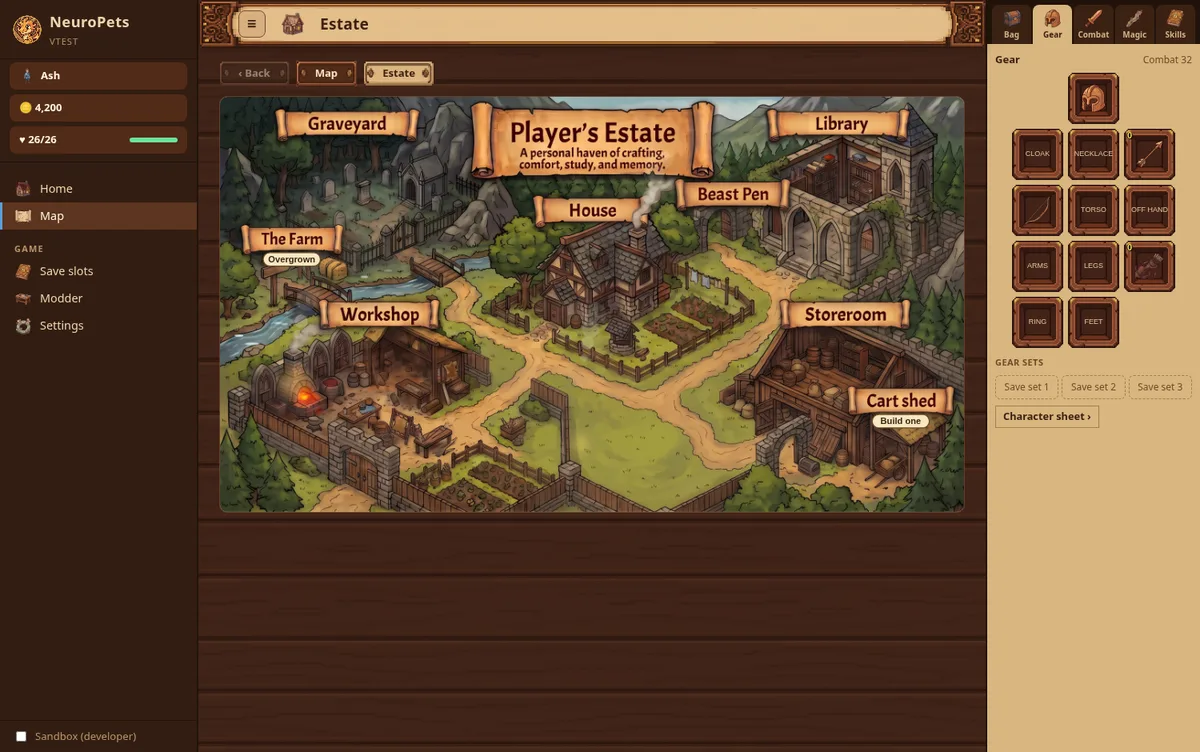 NeuroPets
VTEST
Ash
4,200
♥ 26/26
Home
Map
GAME
Save slots
Modder
Settings
Sandbox (developer)
≡ Estate
‹ Back
Map
Estate
Graveyard
Player's Estate
A personal haven of crafting,
comfort, study, and memory.
Library
Beast Pen
House
The Farm
Overgrown
Workshop
Storeroom
Cart shed
Build one
Bag
Gear
Combat
Magic
Skills
Gear
Combat 32
CLOAK
NECKLACE
0
TORSO
OFF HAND
ARMS
LEGS
0
RING
FEET
GEAR SETS
Save set 1
Save set 2
Save set 3
Character sheet ›